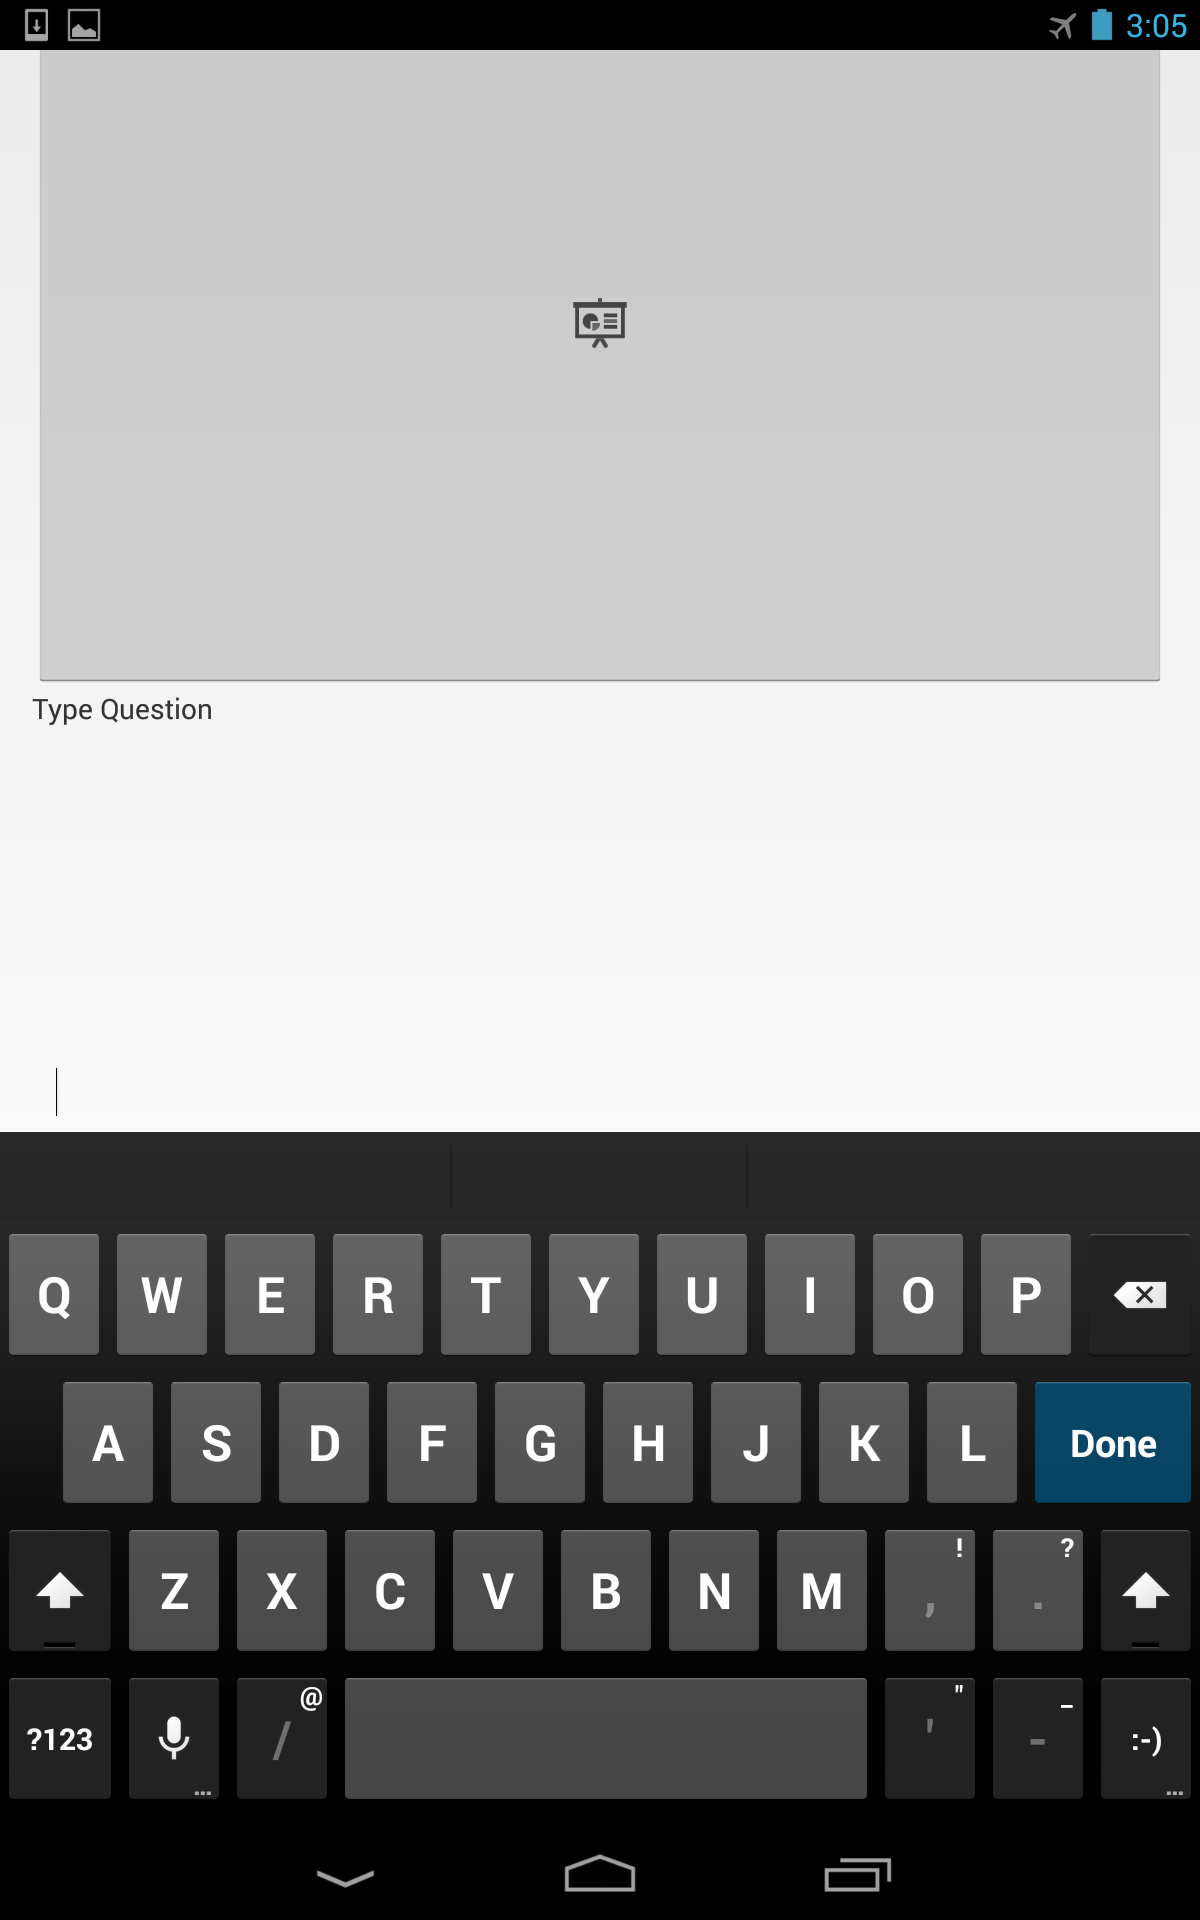 3:05
Type Question
Q W E R T Y U I O P
A S D F G H J K L Done
Z X C V B N M , ! . ?
?123 / @ ' " - _ :-)